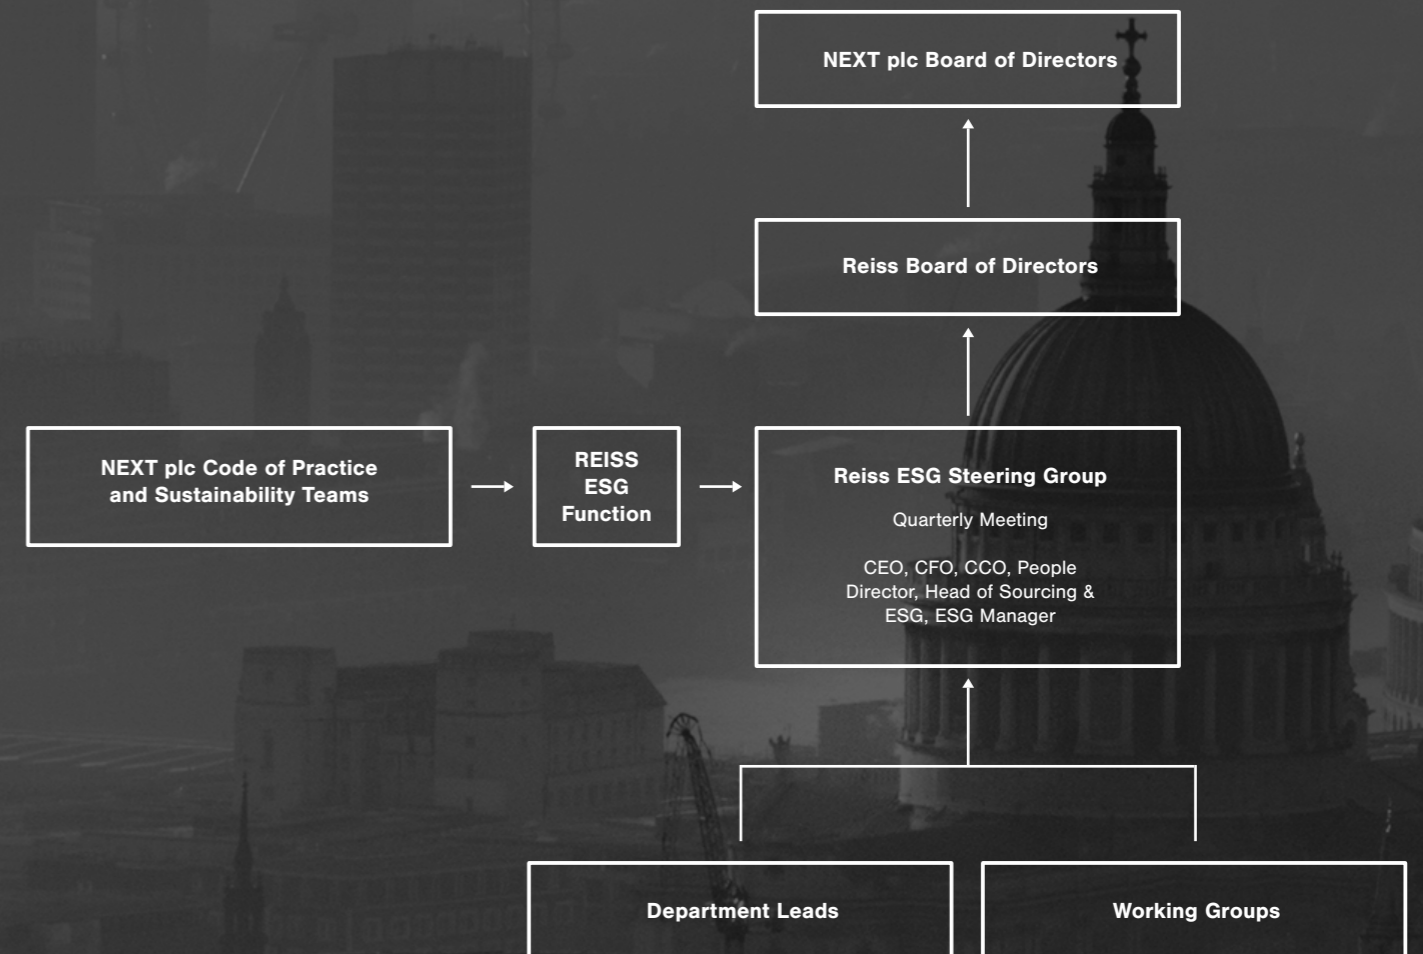 NEXT plc Board of Directors
Reiss Board of Directors
NEXT plc Code of Practice
and Sustainability Teams
REISS
ESG
Function
Reiss ESG Steering Group
Quarterly Meeting
CEO, CFO, CCO, People
Director, Head of Sourcing &
ESG, ESG Manager
Department Leads
Working Groups